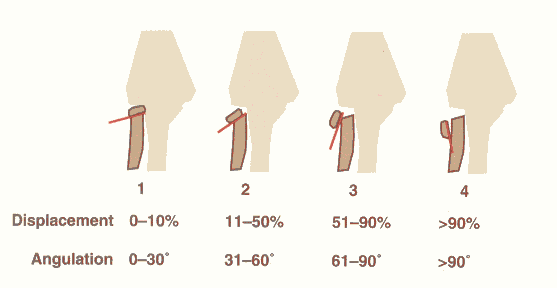 1 2 3 4
Displacement 0–10% 11–50% 51–90% >90%
Angulation 0–30° 31–60° 61–90° >90°